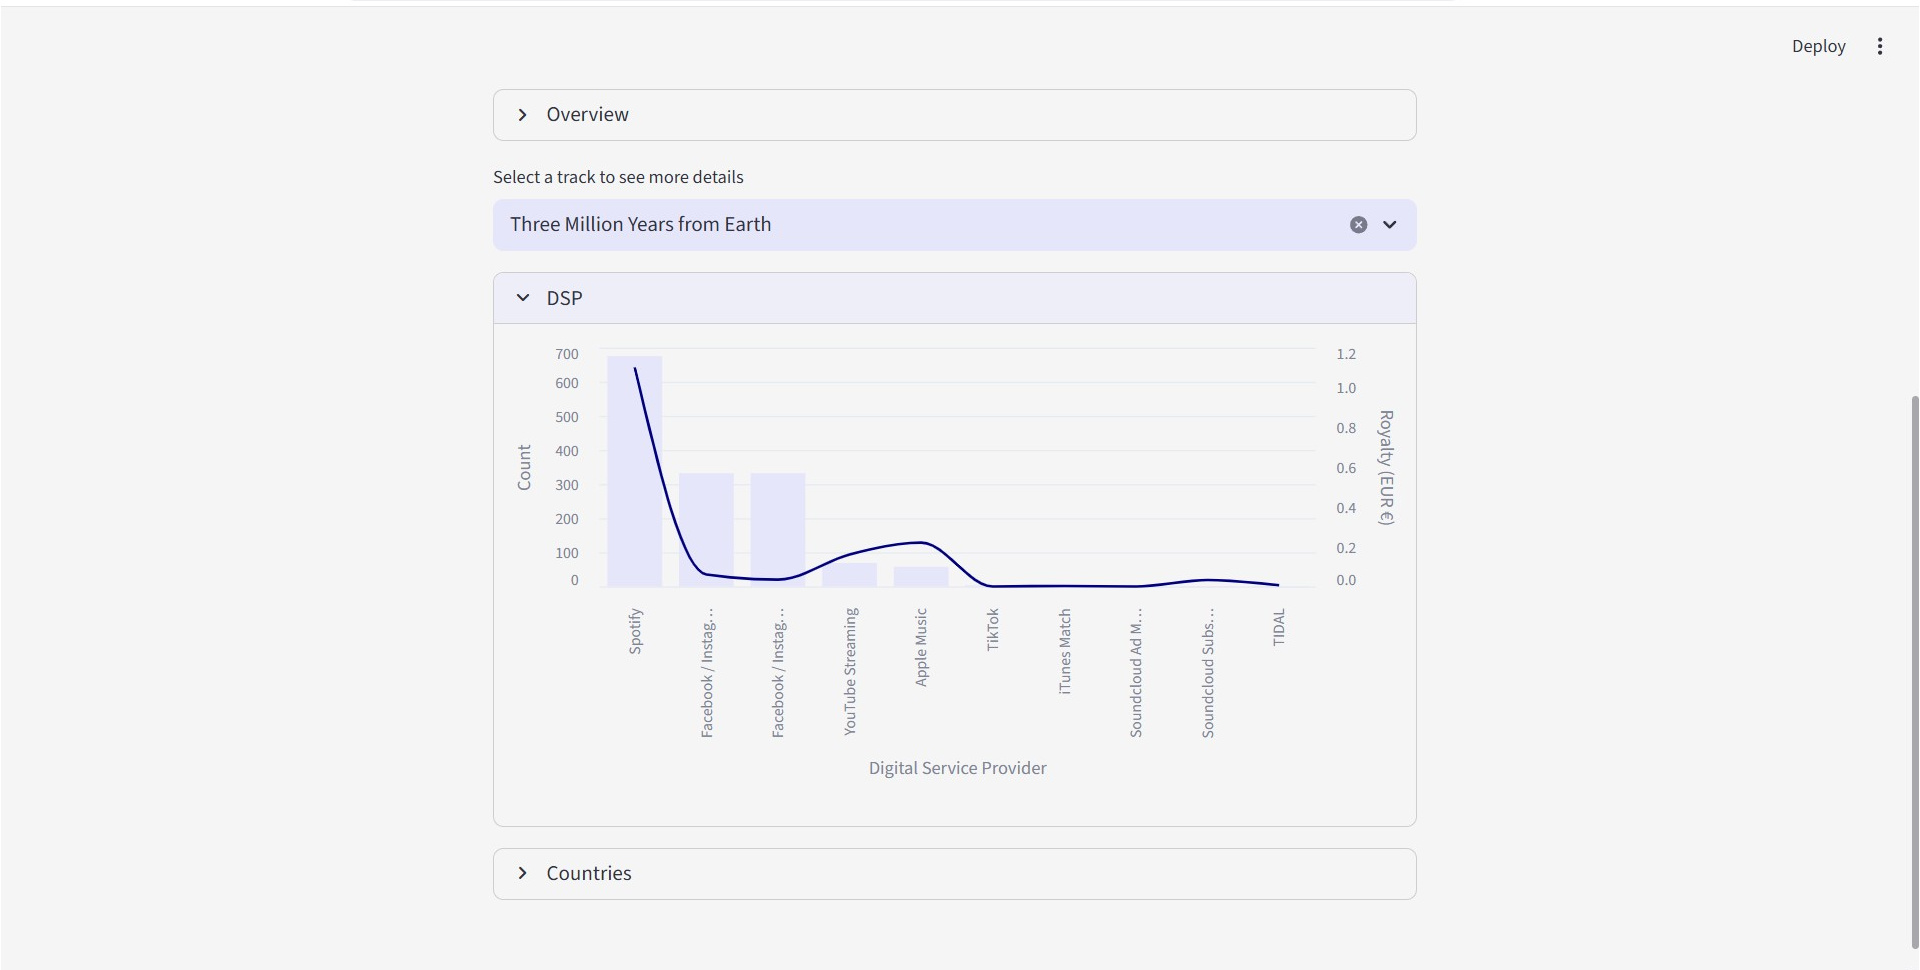 Deploy
Overview
Select a track to see more details
Three Million Years from Earth
DSP
700
600
500
400
300
200
100
0
Count
1.2
1.0
0.8
0.6
0.4
0.2
0.0
Royalty (EUR €)
Spotify
Facebook / Instag…
Facebook / Instag…
YouTube Streaming
Apple Music
TikTok
iTunes Match
Soundcloud Ad M…
Soundcloud Subs…
TIDAL
Digital Service Provider
Countries